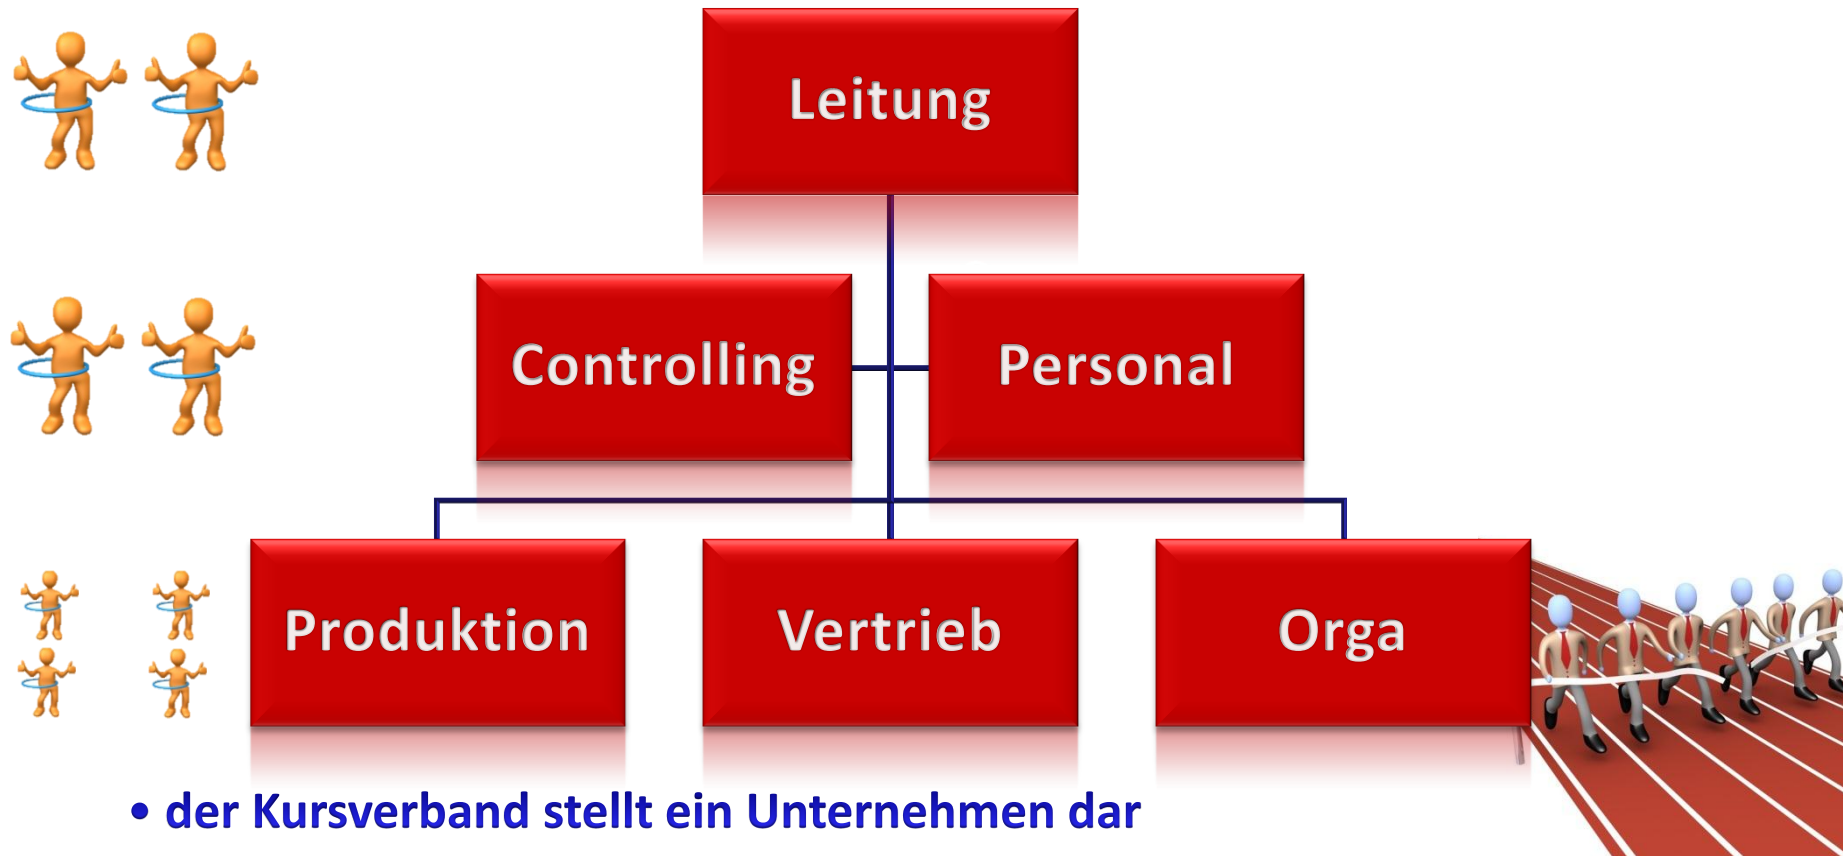 Leitung
Controlling Personal
Produktion Vertrieb Orga
• der Kursverband stellt ein Unternehmen dar